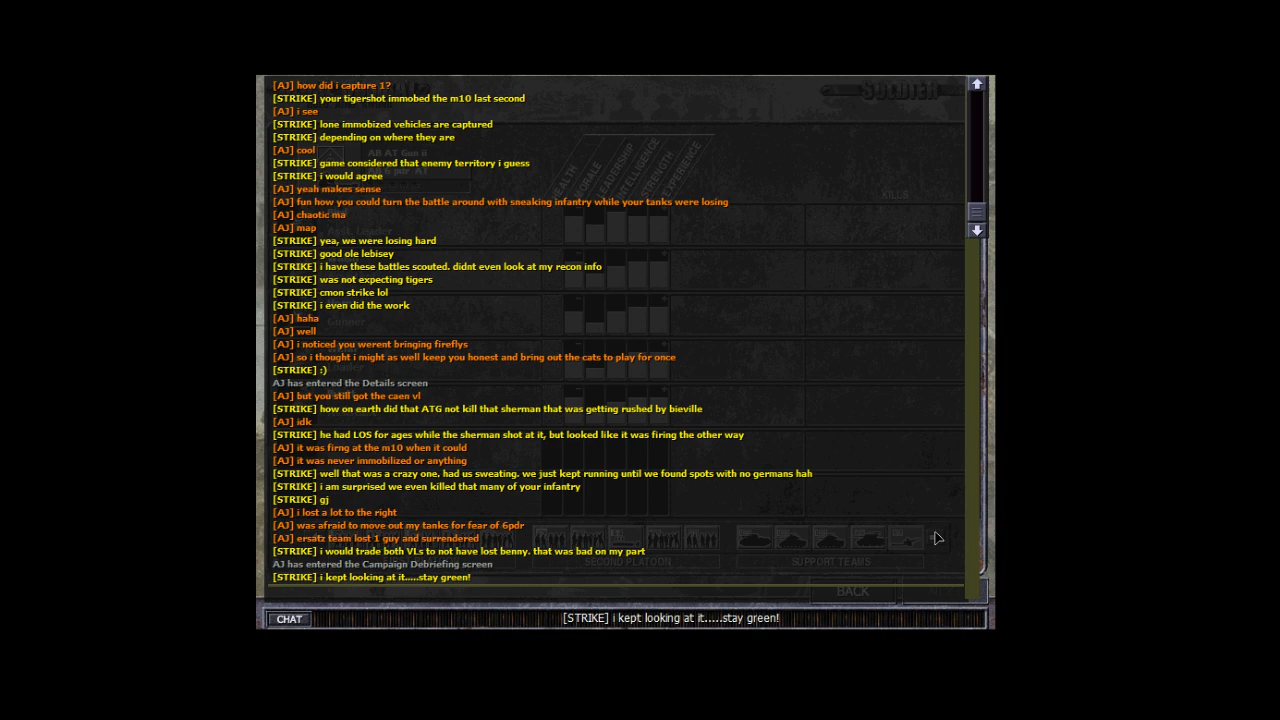 [AJ] how did i capture 1?
[STRIKE] your tigershot immobed the m10 last second
[AJ] i see
[STRIKE] lone immobized vehicles are captured
[STRIKE] depending on where they are
[AJ] cool
[STRIKE] game considered that enemy territory i guess
[STRIKE] i would agree
[AJ] yeah makes sense
[AJ] fun how you could turn the battle around with sneaking infantry while your tanks were losing
[AJ] chaotic ma
[AJ] map
[STRIKE] yea, we were losing hard
[STRIKE] good ole lebisey
[STRIKE] i have these battles scouted. didnt even look at my recon info
[STRIKE] was not expecting tigers
[STRIKE] cmon strike lol
[STRIKE] i even did the work
[AJ] haha
[AJ] well
[AJ] i noticed you werent bringing fireflys
[AJ] so i thought i might as well keep you honest and bring out the cats to play for once
[STRIKE] :)
AJ has entered the Details screen
[AJ] but you still got the caen vl
[STRIKE] how on earth did that ATG not kill that sherman that was getting rushed by bieville
[AJ] idk
[STRIKE] he had LOS for ages while the sherman shot at it, but looked like it was firing the other way
[AJ] it was firng at the m10 when it could
[AJ] it was never immobilized or anything
[STRIKE] well that was a crazy one. had us sweating. we just kept running until we found spots with no germans hah
[STRIKE] i am surprised we even killed that many of your infantry
[STRIKE] gj
[AJ] i lost a lot to the right
[AJ] was afraid to move out my tanks for fear of 6pdr
[AJ] ersatz team lost 1 guy and surrendered
[STRIKE] i would trade both VLs to not have lost benny. that was bad on my part
AJ has entered the Campaign Debriefing screen
[STRIKE] i kept looking at it.....stay green!
SOLDIER
HEALTH
MORALE
LEADERSHIP
INTELLIGENCE
STRENGTH
EXPERIENCE
KILLS
SECOND PLATOON
SUPPORT TEAMS
BACK
CHAT
[STRIKE] i kept looking at it.....stay green!